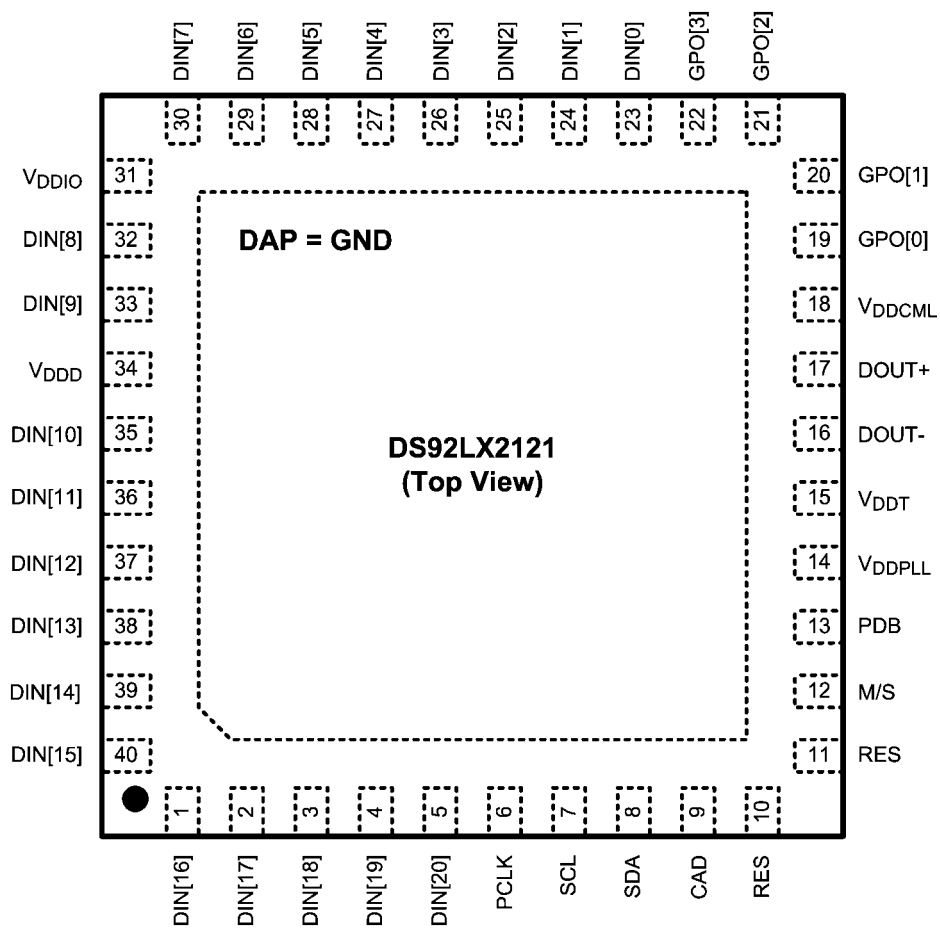 DIN[7]
DIN[6]
DIN[5]
DIN[4]
DIN[3]
DIN[2]
DIN[1]
DIN[0]
GPO[3]
GPO[2]
30
29
28
27
26
25
24
23
22
21
VDDIO 31
20 GPO[1]
DIN[8] 32
19 GPO[0]
DIN[9] 33
18 VDDCML
VDDD 34
17 DOUT+
DIN[10] 35
16 DOUT-
DIN[11] 36
15 VDDT
DIN[12] 37
14 VDDPLL
DIN[13] 38
13 PDB
DIN[14] 39
12 M/S
DIN[15] 40
11 RES
DAP = GND
DS92LX2121
(Top View)
1
2
3
4
5
6
7
8
9
10
DIN[16]
DIN[17]
DIN[18]
DIN[19]
DIN[20]
PCLK
SCL
SDA
CAD
RES